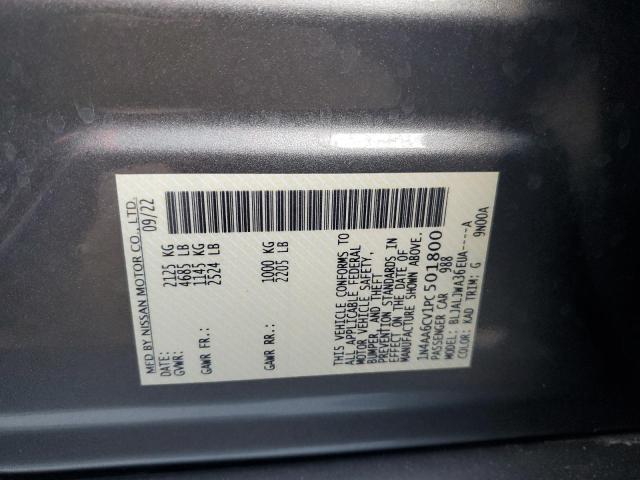 MFD BY NISSAN MOTOR CO., LTD.
DATE: 09/22
GVWR: 2125 KG
4685 LB
GAWR FR.: 1145 KG
2524 LB
GAWR RR.: 1000 KG
2205 LB
THIS VEHICLE CONFORMS TO
ALL APPLICABLE FEDERAL
MOTOR VEHICLE SAFETY,
BUMPER, AND THEFT
PREVENTION STANDARDS IN
EFFECT ON THE DATE OF
MANUFACTURE SHOWN ABOVE.
1N4AA6CV1PC501800
PASSENGER CAR 988
MODEL: BLJALJWA36EUA----A
COLOR: KAD TRIM: G 9N00A